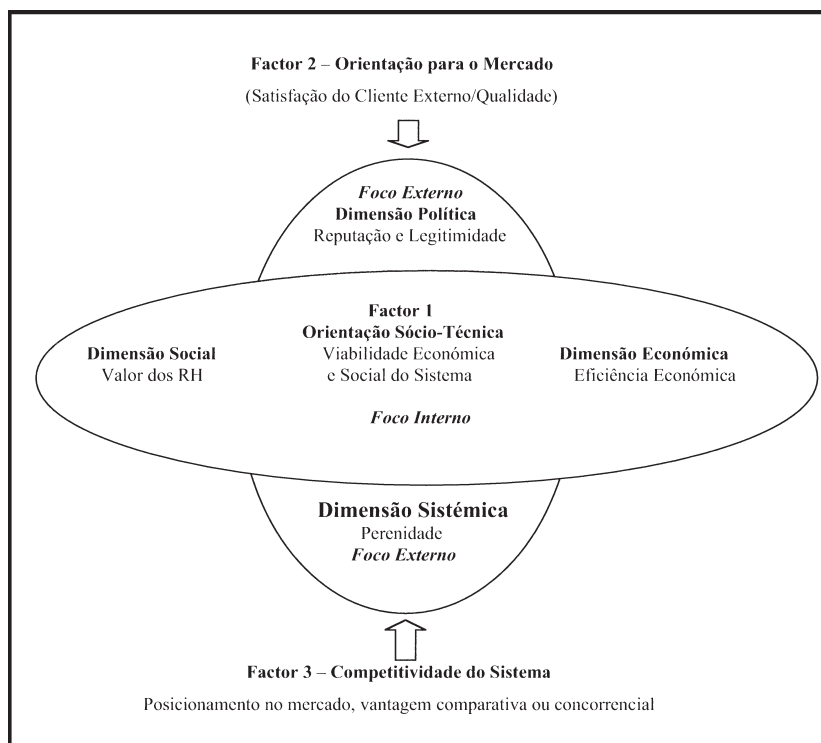 Factor 2 – Orientação para o Mercado
(Satisfação do Cliente Externo/Qualidade)
Foco Externo
Dimensão Política
Reputação e Legitimidade
Factor 1
Orientação Sócio-Técnica
Viabilidade Económica
e Social do Sistema
Dimensão Social
Valor dos RH
Dimensão Económica
Eficiência Económica
Foco Interno
Dimensão Sistémica
Perenidade
Foco Externo
Factor 3 – Competitividade do Sistema
Posicionamento no mercado, vantagem comparativa ou concorrencial